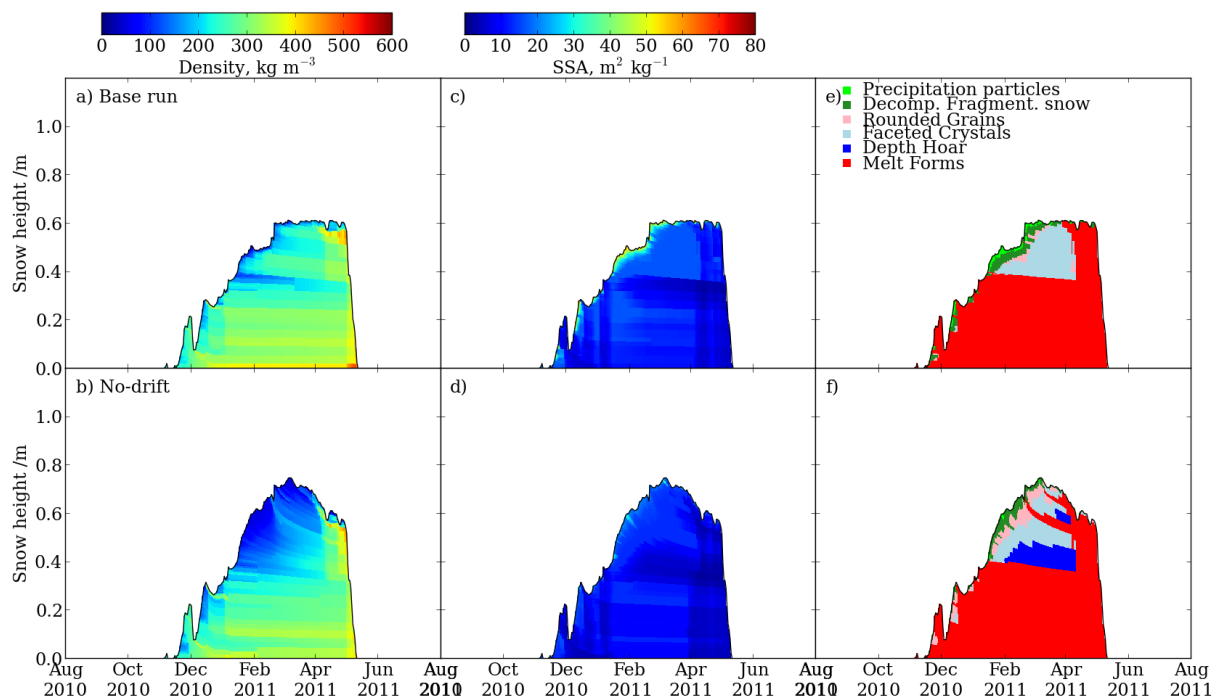 0 100 200 300 400 500 600
Density, kg m⁻³
0 10 20 30 40 50 60 70 80
SSA, m² kg⁻¹
a) Base run
c)
e)
Precipitation particles
Decomp. Fragment. snow
Rounded Grains
Faceted Crystals
Depth Hoar
Melt Forms
Snow height /m
1.0
0.8
0.6
0.4
0.2
0.0
b) No-drift
d)
f)
Snow height /m
1.0
0.8
0.6
0.4
0.2
0.0
Aug Oct Dec Feb Apr Jun Aug Oct Dec Feb Apr Jun Aug Oct Dec Feb Apr Jun Aug
2010 2010 2010 2011 2011 2011 2010 2010 2011 2011 2011 2010 2010 2011 2011 2011 2011